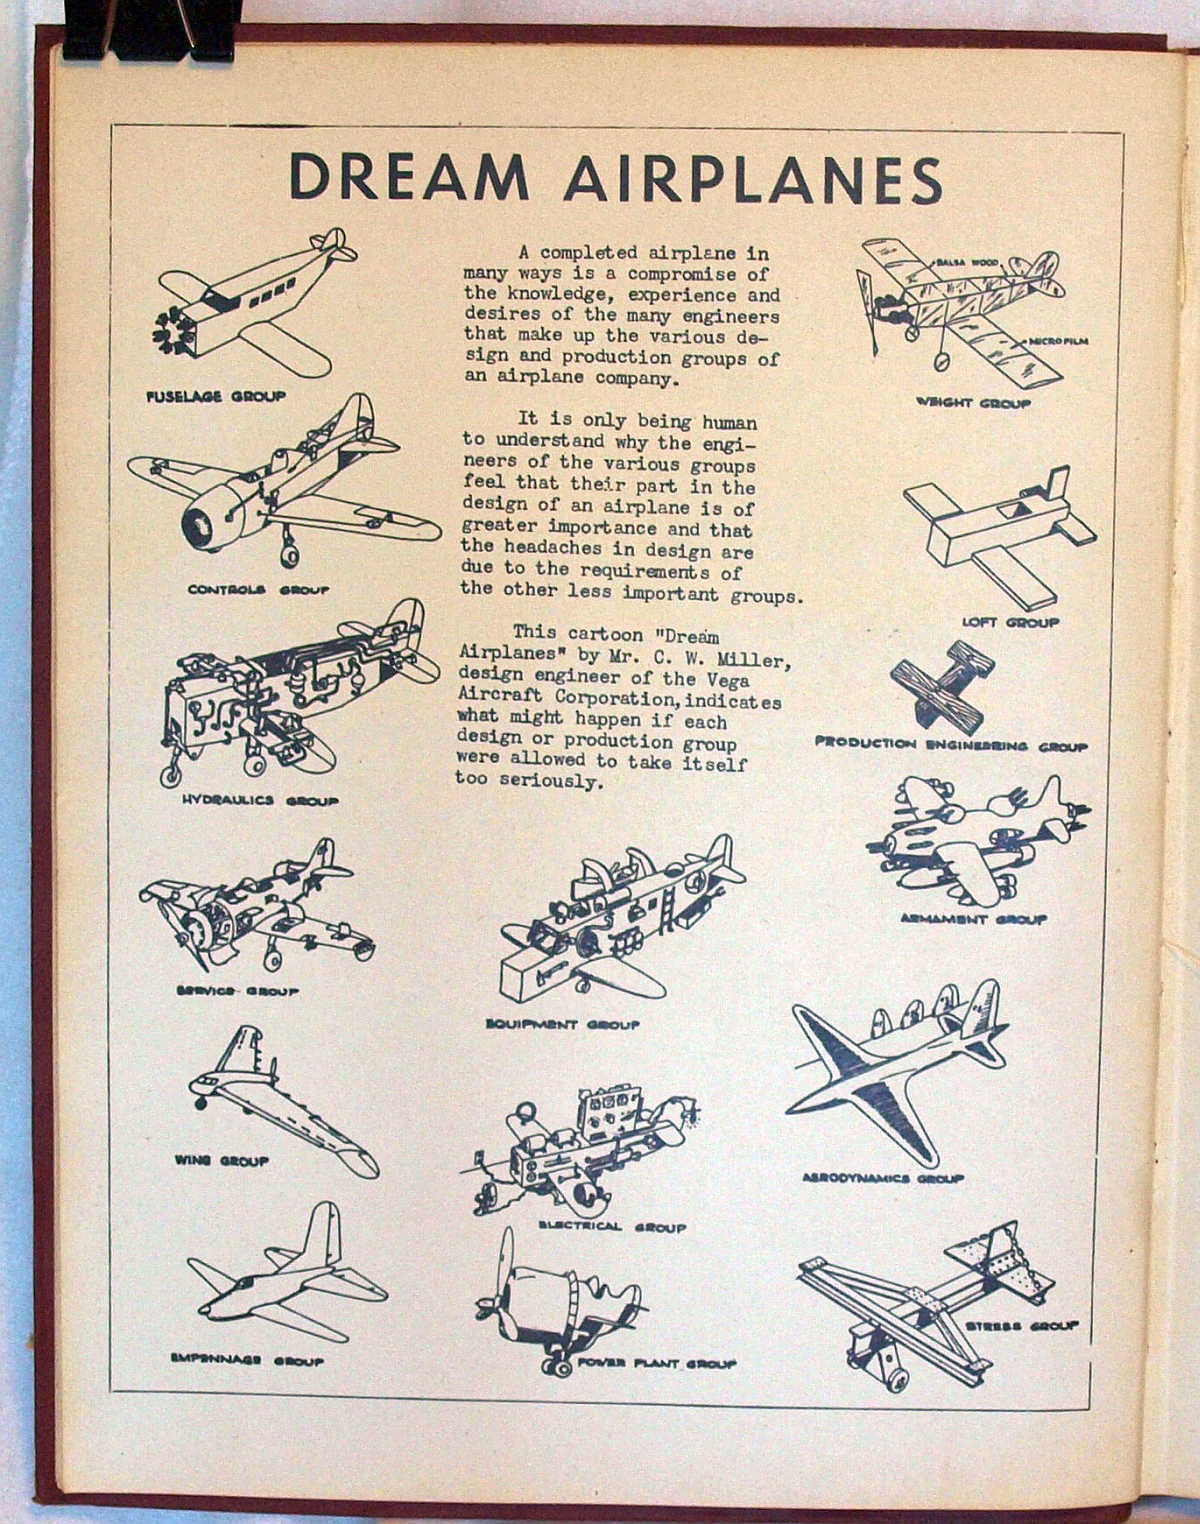 DREAM AIRPLANES
A completed airplane in
many ways is a compromise of
the knowledge, experience and
desires of the many engineers
that make up the various de-
sign and production groups of
an airplane company.
It is only being human
to understand why the engi-
neers of the various groups
feel that their part in the
design of an airplane is of
greater importance and that
the headaches in design are
due to the requirements of
the other less important groups.
This cartoon "Dream
Airplanes" by Mr. C. W. Miller,
design engineer of the Vega
Aircraft Corporation, indicates
what might happen if each
design or production group
were allowed to take itself
too seriously.
FUSELAGE GROUP
CONTROLS GROUP
HYDRAULICS GROUP
SERVICE GROUP
WING GROUP
EMPENNAGE GROUP
EQUIPMENT GROUP
ELECTRICAL GROUP
POWER PLANT GROUP
BALSA WOOD
MICROFILM
WEIGHT GROUP
LOFT GROUP
PRODUCTION ENGINEERING GROUP
ARMAMENT GROUP
AERODYNAMICS GROUP
STRESS GROUP